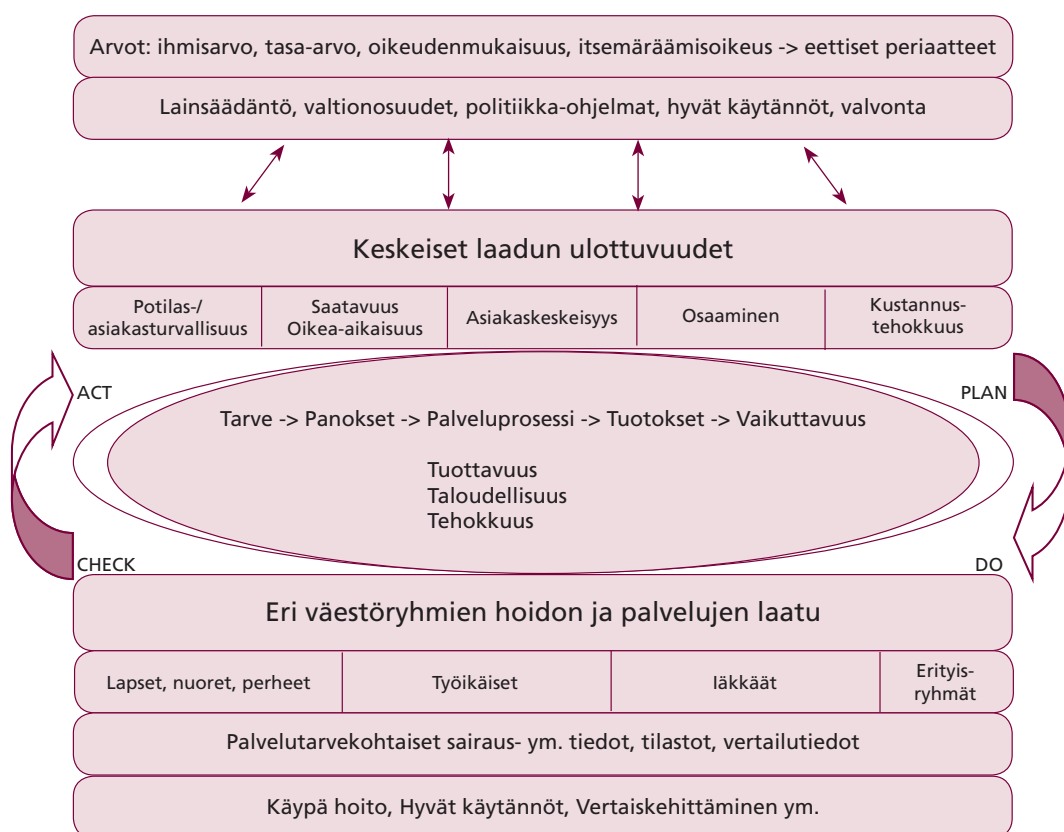 Arvot: ihmisarvo, tasa-arvo, oikeudenmukaisuus, itsemäräämisoikeus -> eettiset periaatteet
Lainsäädäntö, valtionosuudet, politiikka-ohjelmat, hyvät käytännöt, valvonta
Keskeiset laadun ulottuvuudet
Potilas-/
asiakasturvallisuus
Saatavuus
Oikea-aikaisuus
Asiakaskeskeisyys
Osaaminen
Kustannus-
tehokkuus
ACT
PLAN
Tarve -> Panokset -> Palveluprosessi -> Tuotokset -> Vaikuttavuus
Tuottavuus
Taloudellisuus
Tehokkuus
CHECK
DO
Eri väestöryhmien hoidon ja palvelujen laatu
Lapset, nuoret, perheet
Työikäiset
Iäkkäät
Erityis-
ryhmät
Palvelutarvekohtaiset sairaus- ym. tiedot, tilastot, vertailutiedot
Käypä hoito, Hyvät käytännöt, Vertaiskehittäminen ym.